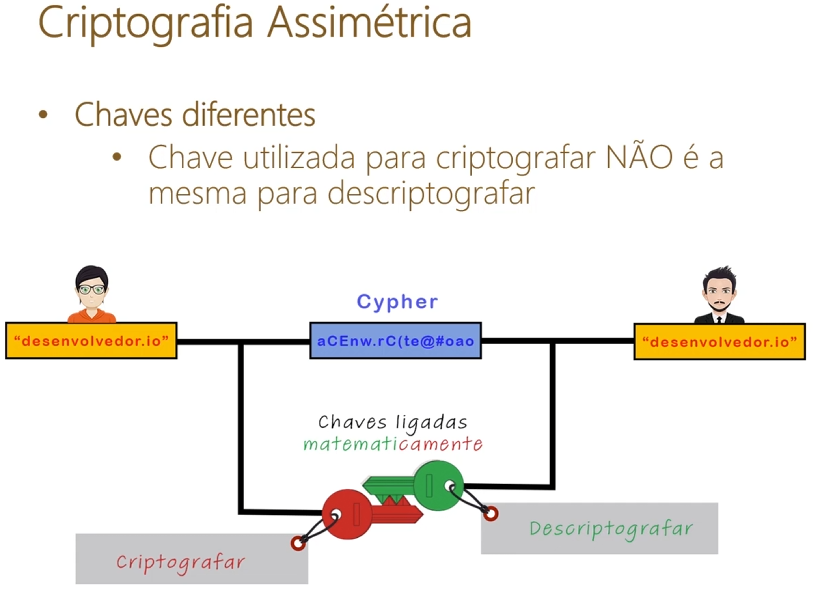 Criptografia Assimétrica
• Chaves diferentes
• Chave utilizada para criptografar NÃO é a
mesma para descriptografar
Cypher
"desenvolvedor.io"
aCEnw.rC(te@#oao
"desenvolvedor.io"
Chaves ligadas
matematicamente
Descriptografar
Criptografar